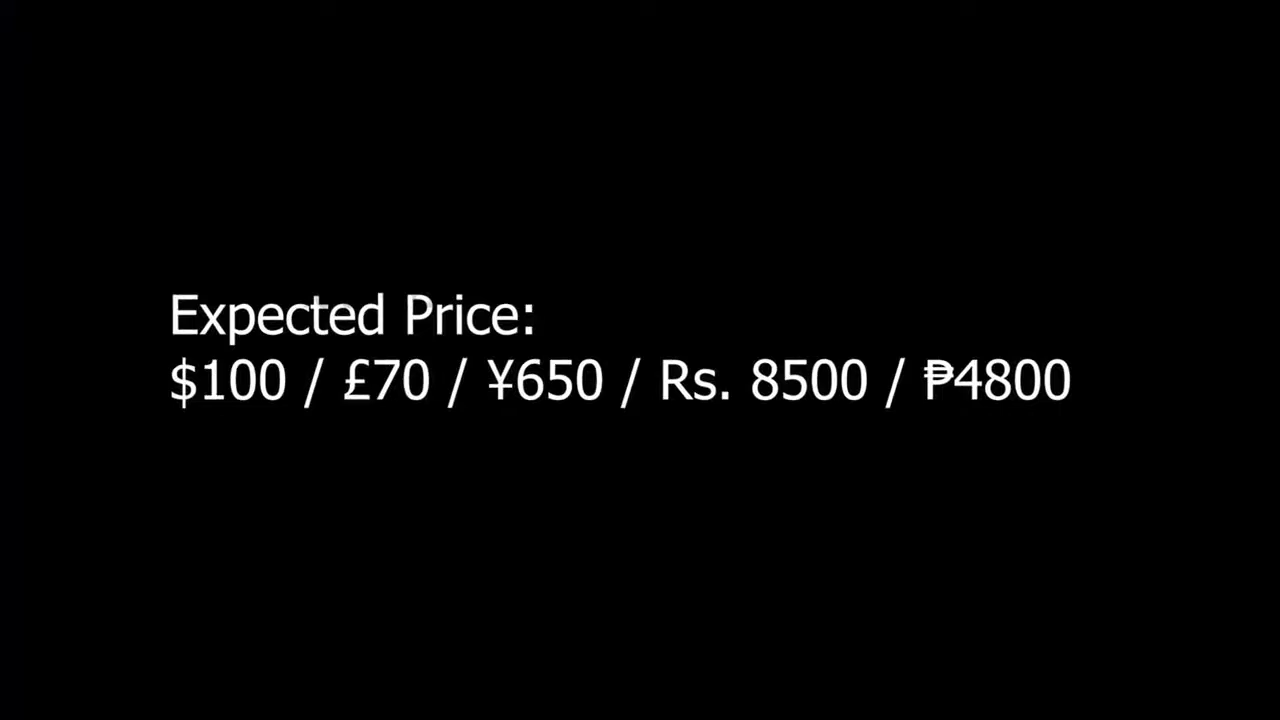 Expected Price:
$100 / £70 / ¥650 / Rs. 8500 / ₱4800